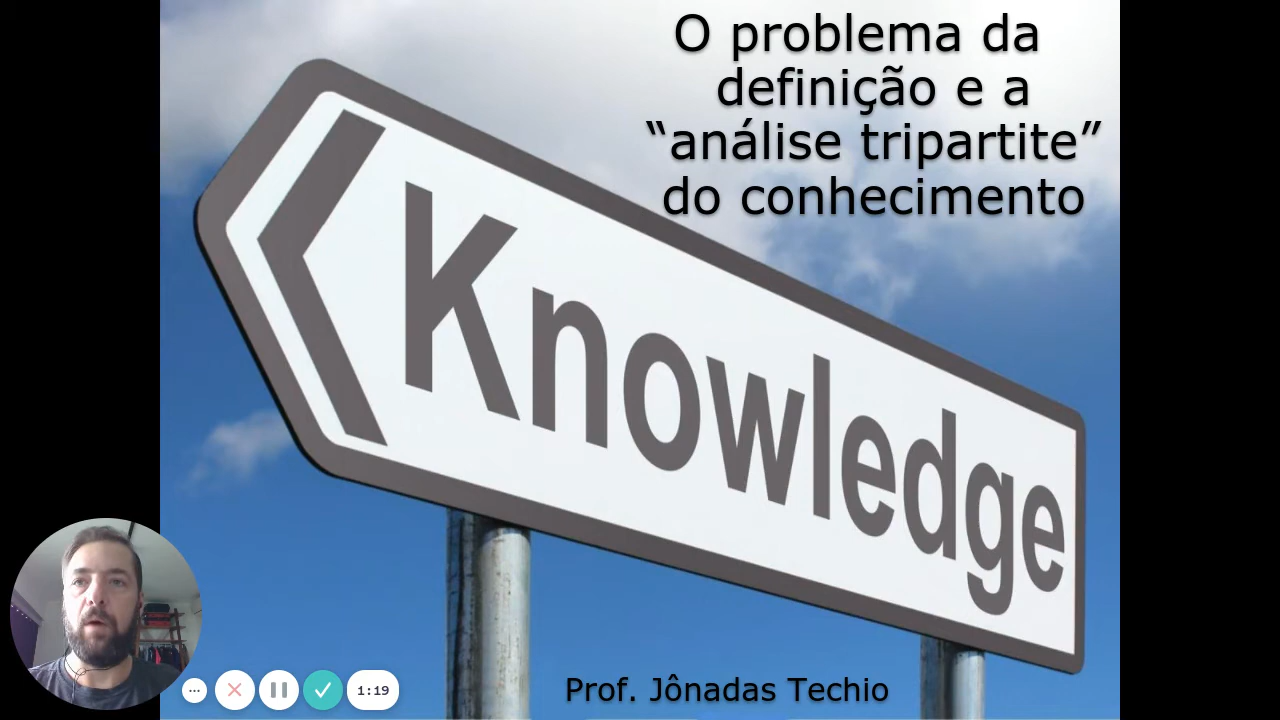 O problema da
definição e a
“análise tripartite”
do conhecimento
Knowledge
Prof. Jônadas Techio
1:19